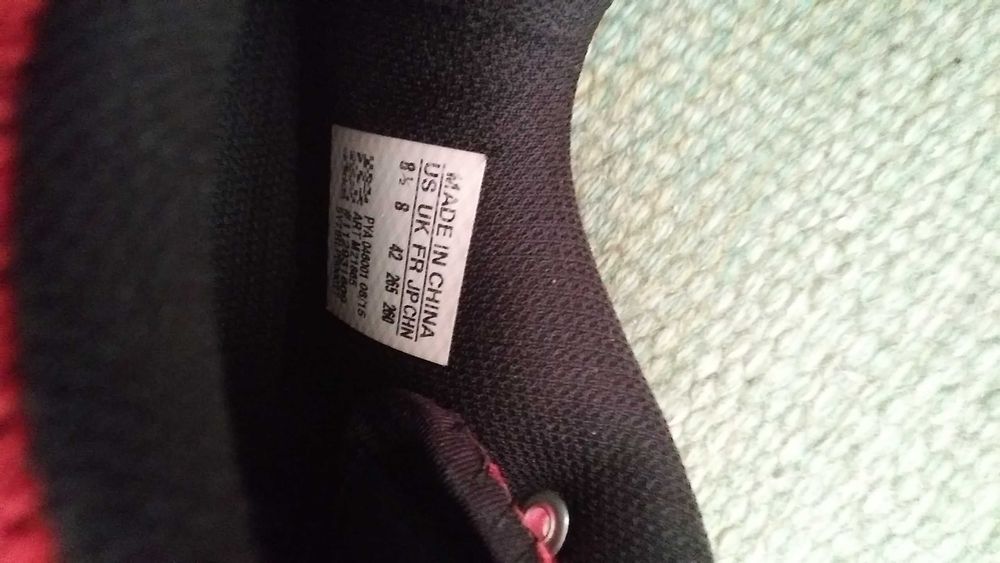 MADE IN CHINA
US UK FR JP CHN
8½ 8 42 265 260
PYA 046001 08/15
ART M21865